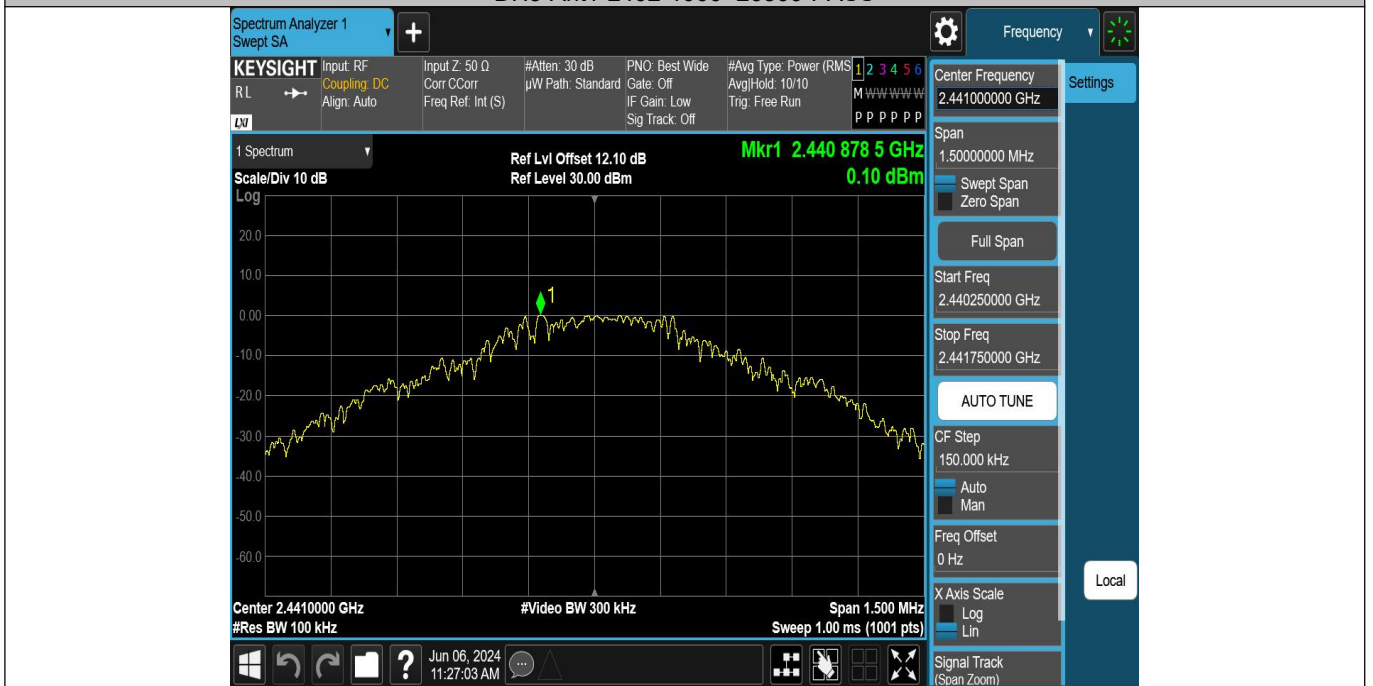 Spectrum Analyzer 1
Swept SA
+
Frequency
KEYSIGHT
RL
LXI
Input: RF
Coupling: DC
Align: Auto
Input Z: 50 Ω
Corr CCorr
Freq Ref: Int (S)
#Atten: 30 dB
µW Path: Standard
PNO: Best Wide
Gate: Off
IF Gain: Low
Sig Track: Off
#Avg Type: Power (RMS
Avg|Hold: 10/10
Trig: Free Run
1 2 3 4 5 6
M W W W W W
P P P P P P
1 Spectrum
Scale/Div 10 dB
Ref Lvl Offset 12.10 dB
Ref Level 30.00 dBm
Mkr1 2.440 878 5 GHz
0.10 dBm
Log
20.0
10.0
0.00
-10.0
-20.0
-30.0
-40.0
-50.0
-60.0
1
Center 2.4410000 GHz
#Res BW 100 kHz
#Video BW 300 kHz
Span 1.500 MHz
Sweep 1.00 ms (1001 pts)
Center Frequency
2.441000000 GHz
Settings
Span
1.50000000 MHz
Swept Span
Zero Span
Full Span
Start Freq
2.440250000 GHz
Stop Freq
2.441750000 GHz
AUTO TUNE
CF Step
150.000 kHz
Auto
Man
Freq Offset
0 Hz
X Axis Scale
Log
Lin
Local
Signal Track
(Span Zoom)
?
Jun 06, 2024
11:27:03 AM